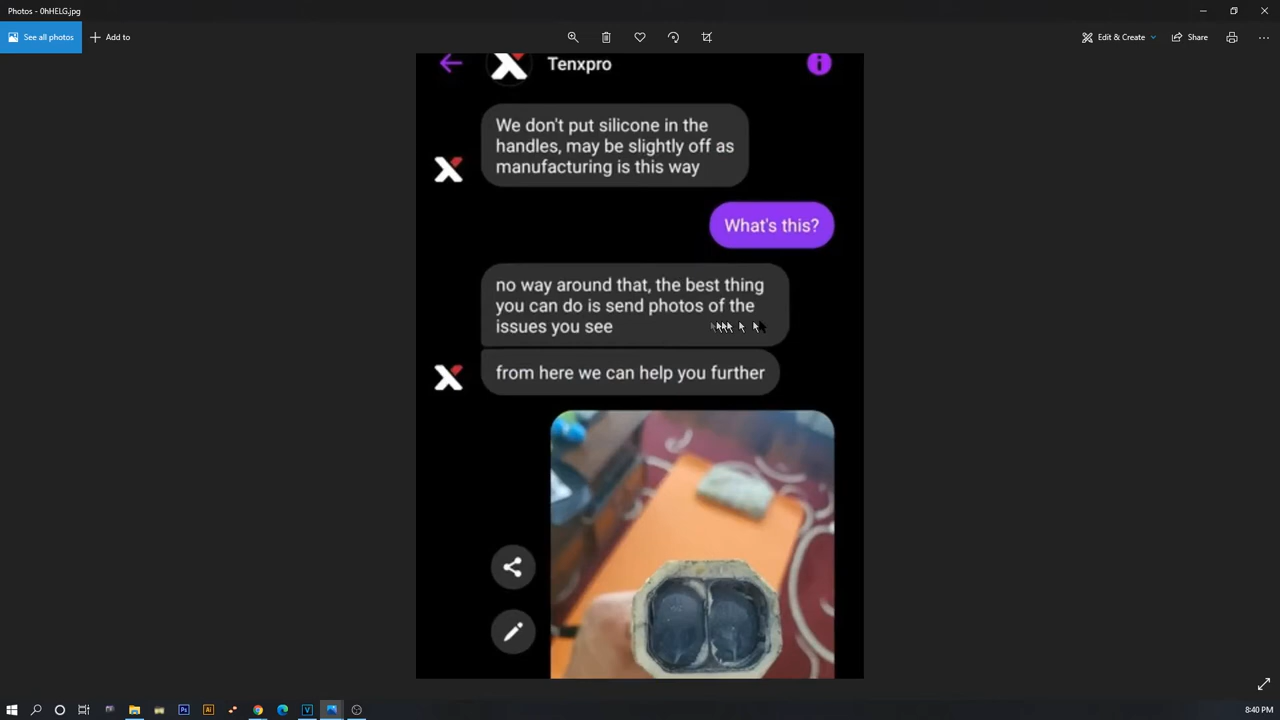 Photos - 0hHELG.jpg
See all photos
Add to
Edit & Create
Share
Tenxpro
We don't put silicone in the
handles, may be slightly off as
manufacturing is this way
What's this?
no way around that, the best thing
you can do is send photos of the
issues you see
from here we can help you further
Ps
Ai
V
8:40 PM